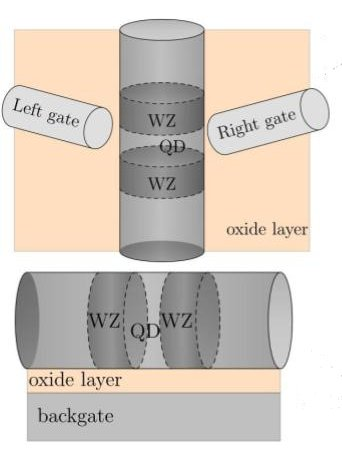 Left gate
WZ
QD
WZ
Right gate
oxide layer
WZ
QD
WZ
oxide layer
backgate